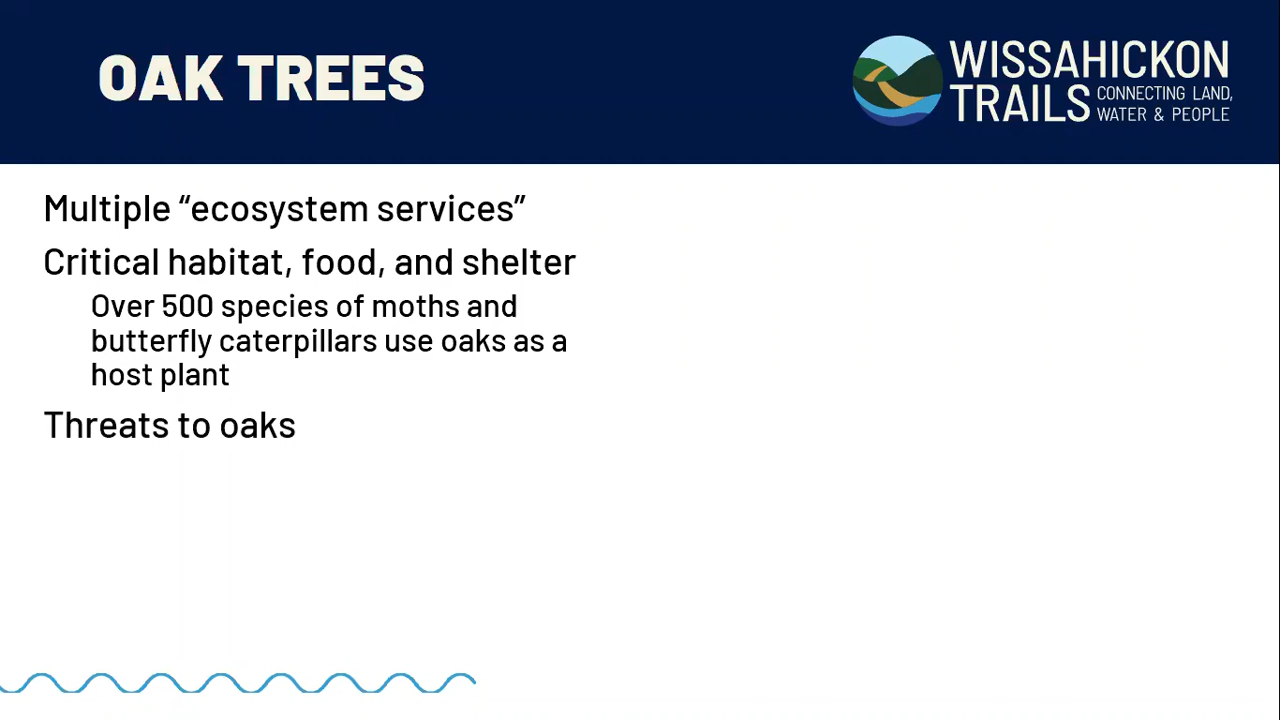 OAK TREES
WISSAHICKON
TRAILS
CONNECTING LAND,
WATER & PEOPLE
Multiple “ecosystem services”
Critical habitat, food, and shelter
Over 500 species of moths and
butterfly caterpillars use oaks as a
host plant
Threats to oaks